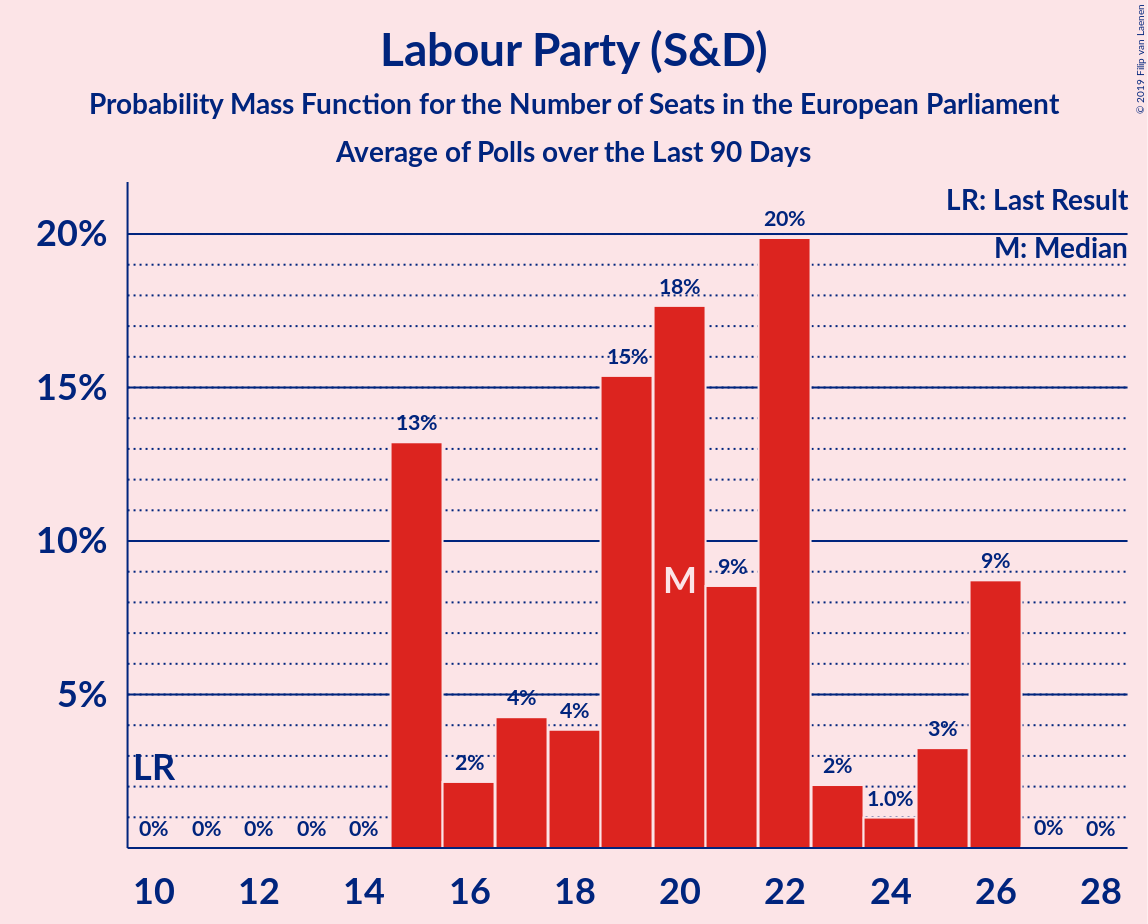 Labour Party (S&D)
Probability Mass Function for the Number of Seats in the European Parliament
Average of Polls over the Last 90 Days
© 2019 Filip van Laenen
LR: Last Result
M: Median
20%
15%
10%
5%
LR
M
0%
0%
0%
0%
0%
13%
2%
4%
4%
15%
18%
9%
20%
2%
1.0%
3%
9%
0%
0%
10 12 14 16 18 20 22 24 26 28